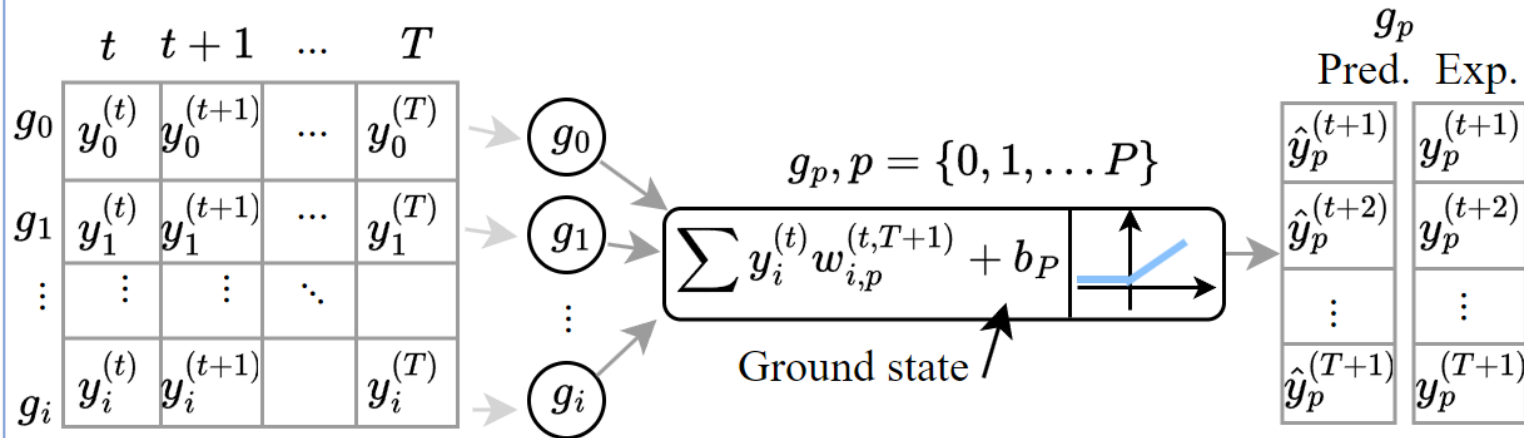 t t + 1 ... T
g_p
Pred. Exp.
g_0 y_0^{(t)} y_0^{(t+1)} ... y_0^{(T)}
g_0
g_p, p = {0, 1, ... P}
ŷ_p^{(t+1)} y_p^{(t+1)}
g_1 y_1^{(t)} y_1^{(t+1)} ... y_1^{(T)}
g_1
∑ y_i^{(t)} w_{i,p}^{(t,T+1)} + b_P
ŷ_p^{(t+2)} y_p^{(t+2)}
⋮ ⋮ ⋮ ⋱
⋮
⋮ ⋮
Ground state
g_i y_i^{(t)} y_i^{(t+1)} y_i^{(T)}
g_i
ŷ_p^{(T+1)} y_p^{(T+1)}